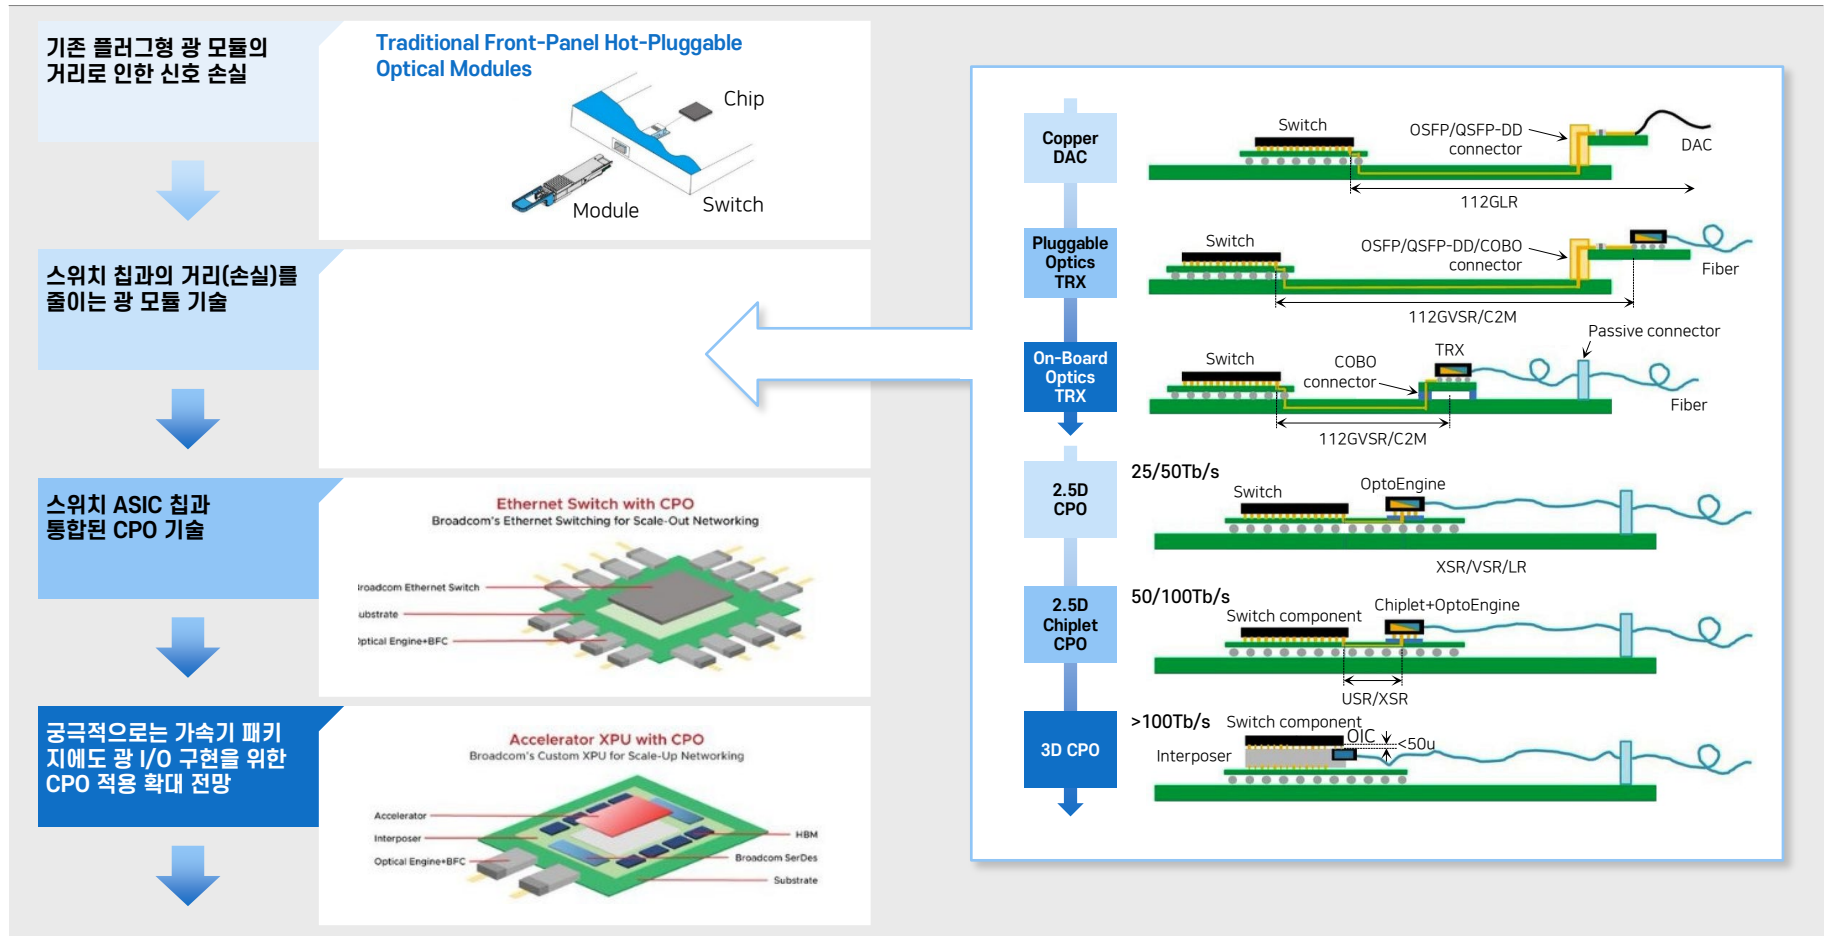 기존 플러그형 광 모듈의
거리로 인한 신호 손실
Traditional Front-Panel Hot-Pluggable
Optical Modules
Chip
Module
Switch
스위치 칩과의 거리(손실)를
줄이는 광 모듈 기술
스위치 ASIC 칩과
통합된 CPO 기술
Ethernet Switch with CPO
Broadcom's Ethernet Switching for Scale-Out Networking
roadcom Ethernet Switch
ubstrate
ptical Engine+BFC
궁극적으로는 가속기 패키
지에도 광 I/O 구현을 위한
CPO 적용 확대 전망
Accelerator XPU with CPO
Broadcom's Custom XPU for Scale-Up Networking
Accelerator
Interposer
Optical Engine+BFC
HBM
Broadcom SerDes
Substrate
Copper
DAC
Switch
OSFP/QSFP-DD
connector
DAC
112GLR
Pluggable
Optics
TRX
Switch
OSFP/QSFP-DD/COBO
connector
Fiber
112GVSR/C2M
On-Board
Optics
TRX
Switch
COBO
connector
TRX
Passive connector
Fiber
112GVSR/C2M
2.5D
CPO
25/50Tb/s
Switch
OptoEngine
XSR/VSR/LR
2.5D
Chiplet
CPO
50/100Tb/s
Switch component
Chiplet+OptoEngine
USR/XSR
3D CPO
>100Tb/s
Switch component
Interposer
OIC
<50u